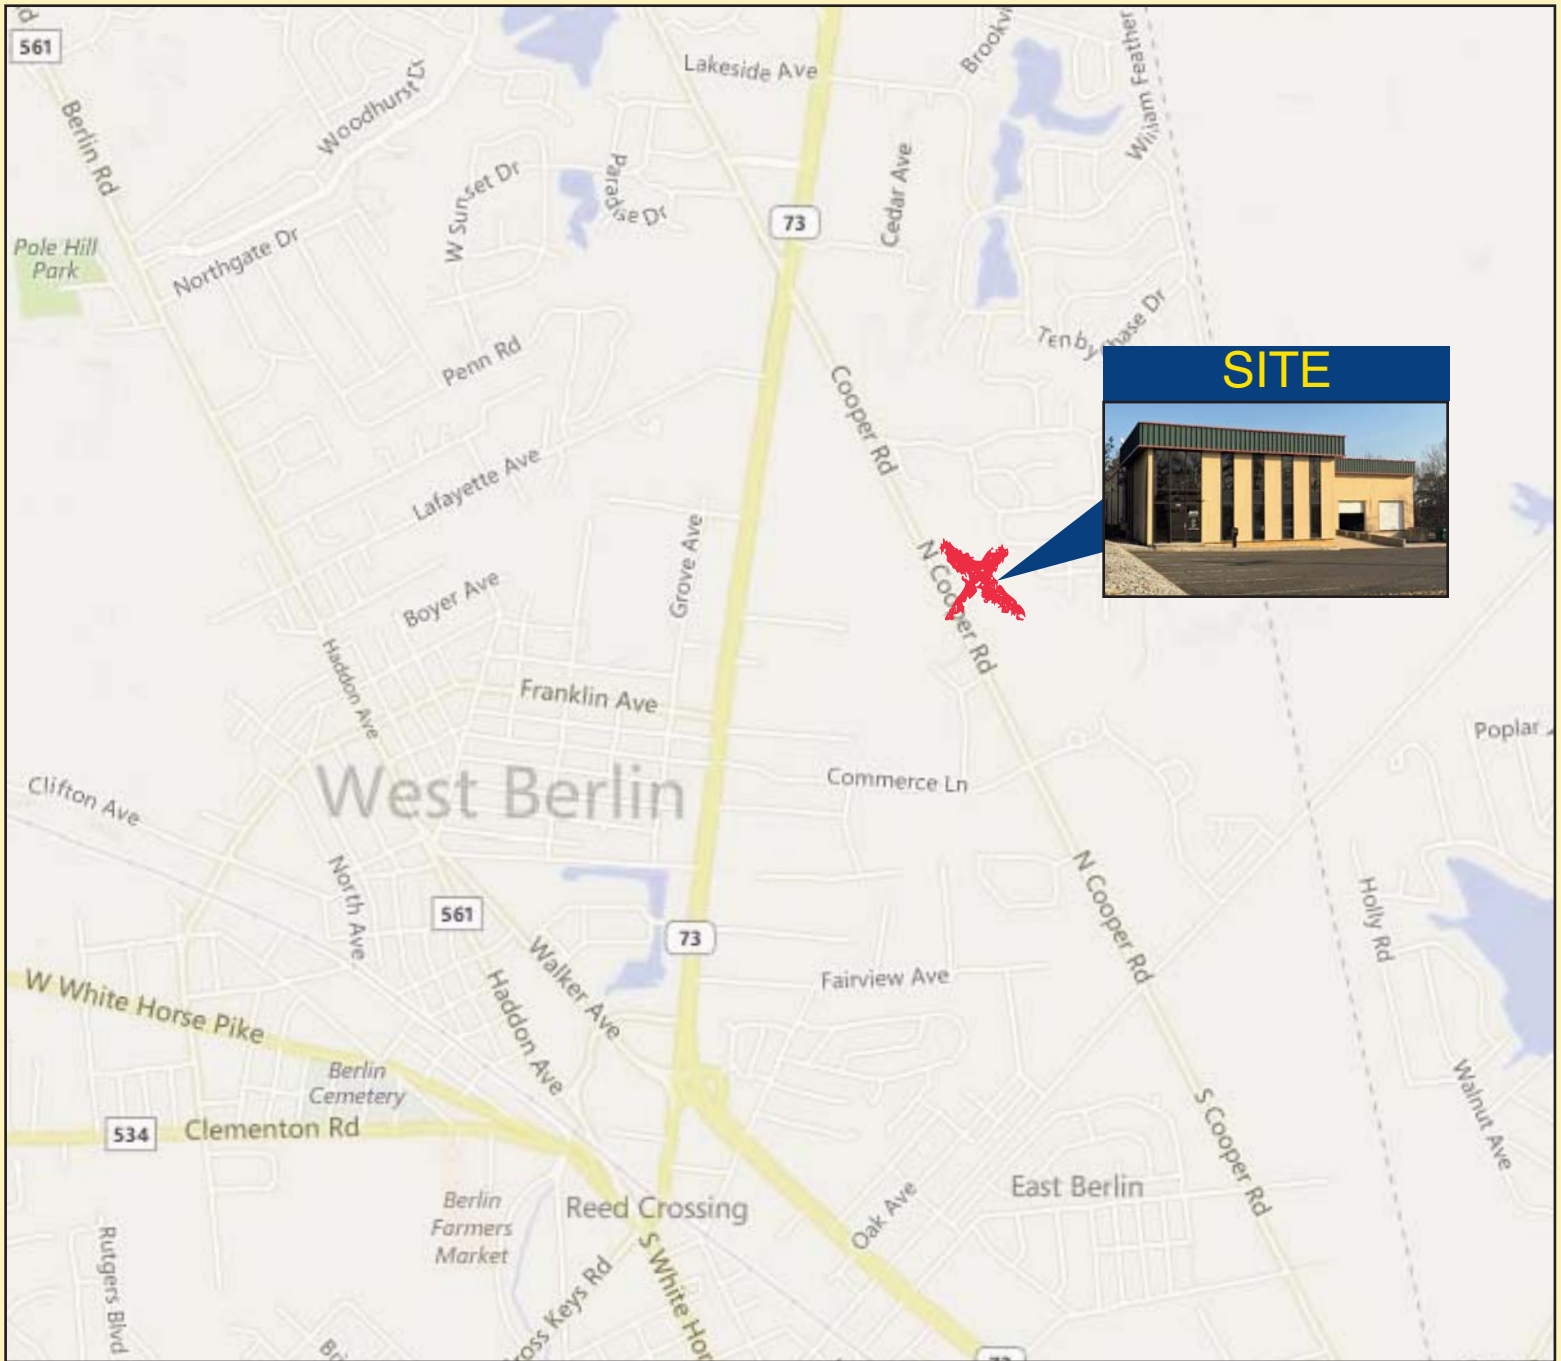 561
Berlin Rd
Woodhurst Dr
Lakeside Ave
W Sunset Dr
Paradise Dr
73
Cedar Ave
Pole Hill
Park
Northgate Dr
Penn Rd
Cooper Rd
SITE
Lafayette Ave
Grove Ave
N Cooper Rd
Boyer Ave
Haddon Ave
Franklin Ave
West Berlin
Commerce Ln
Poplar
Clifton Ave
North Ave
561
Walker Ave
73
N Cooper Rd
Holly Rd
Fairview Ave
W White Horse Pike
Haddon Ave
Berlin
Cemetery
534
Clementon Rd
Walnut Ave
S Cooper Rd
East Berlin
Reed Crossing
Oak Ave
Berlin
Farmers
Market
Rutgers Blvd
ross Keys Rd
S White Hor